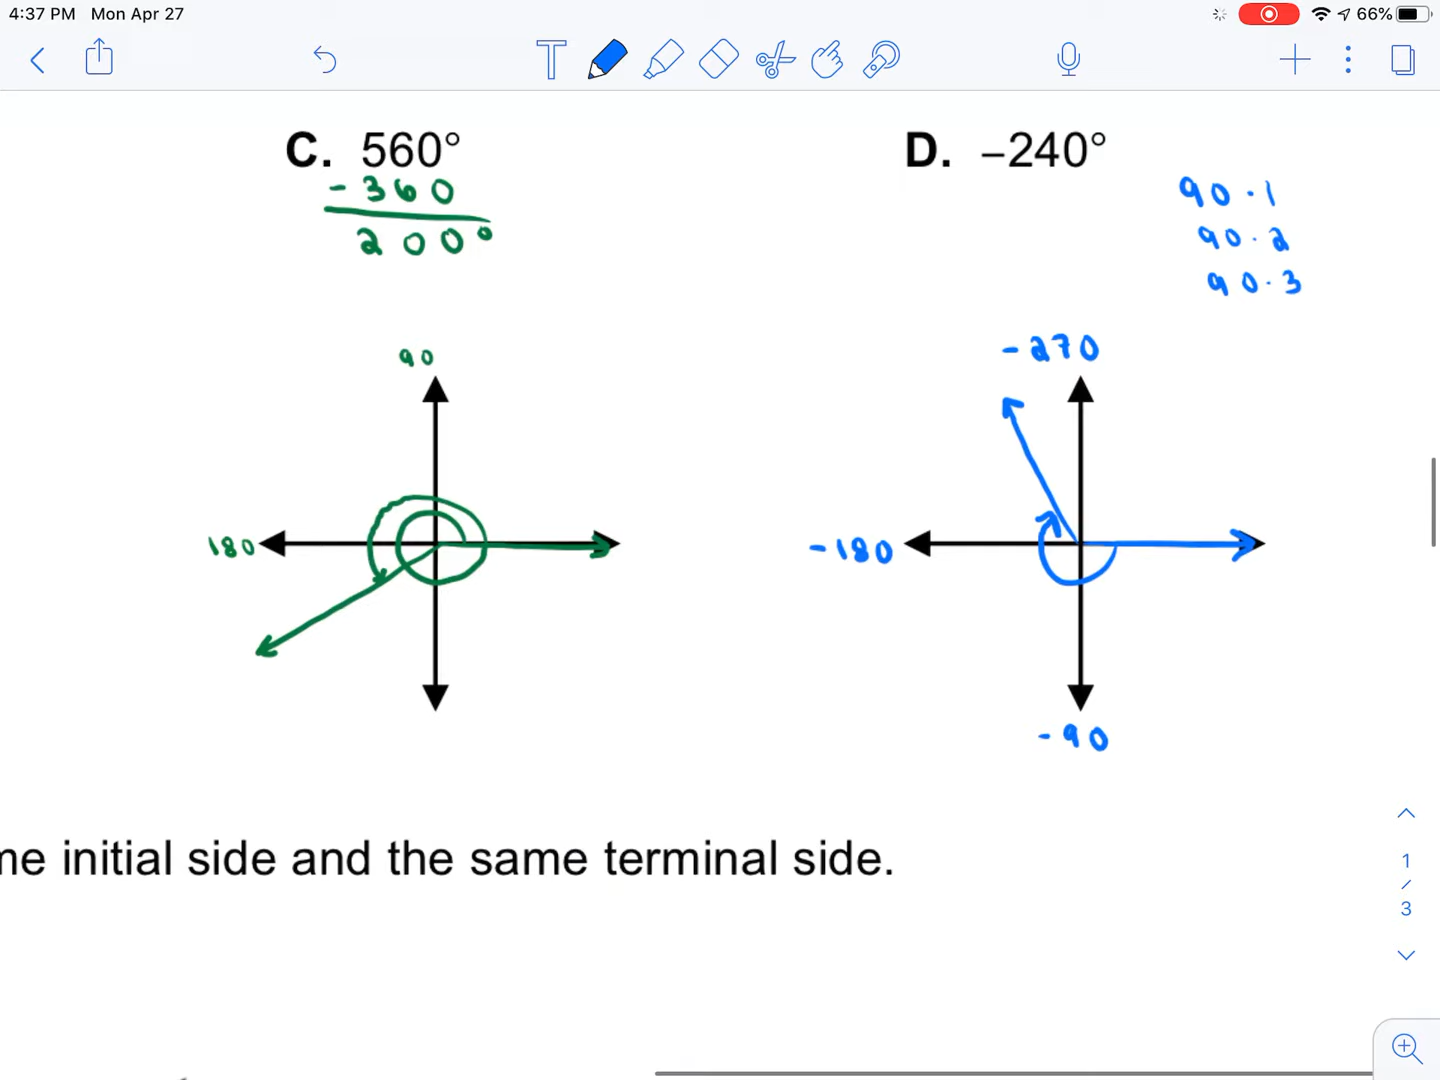 4:37 PM Mon Apr 27
66%
T
C. 560°
- 360
200°
90
180
D. –240°
90 · 1
90 · 2
90 · 3
- 270
- 180
- 90
me initial side and the same terminal side.
1
/
3